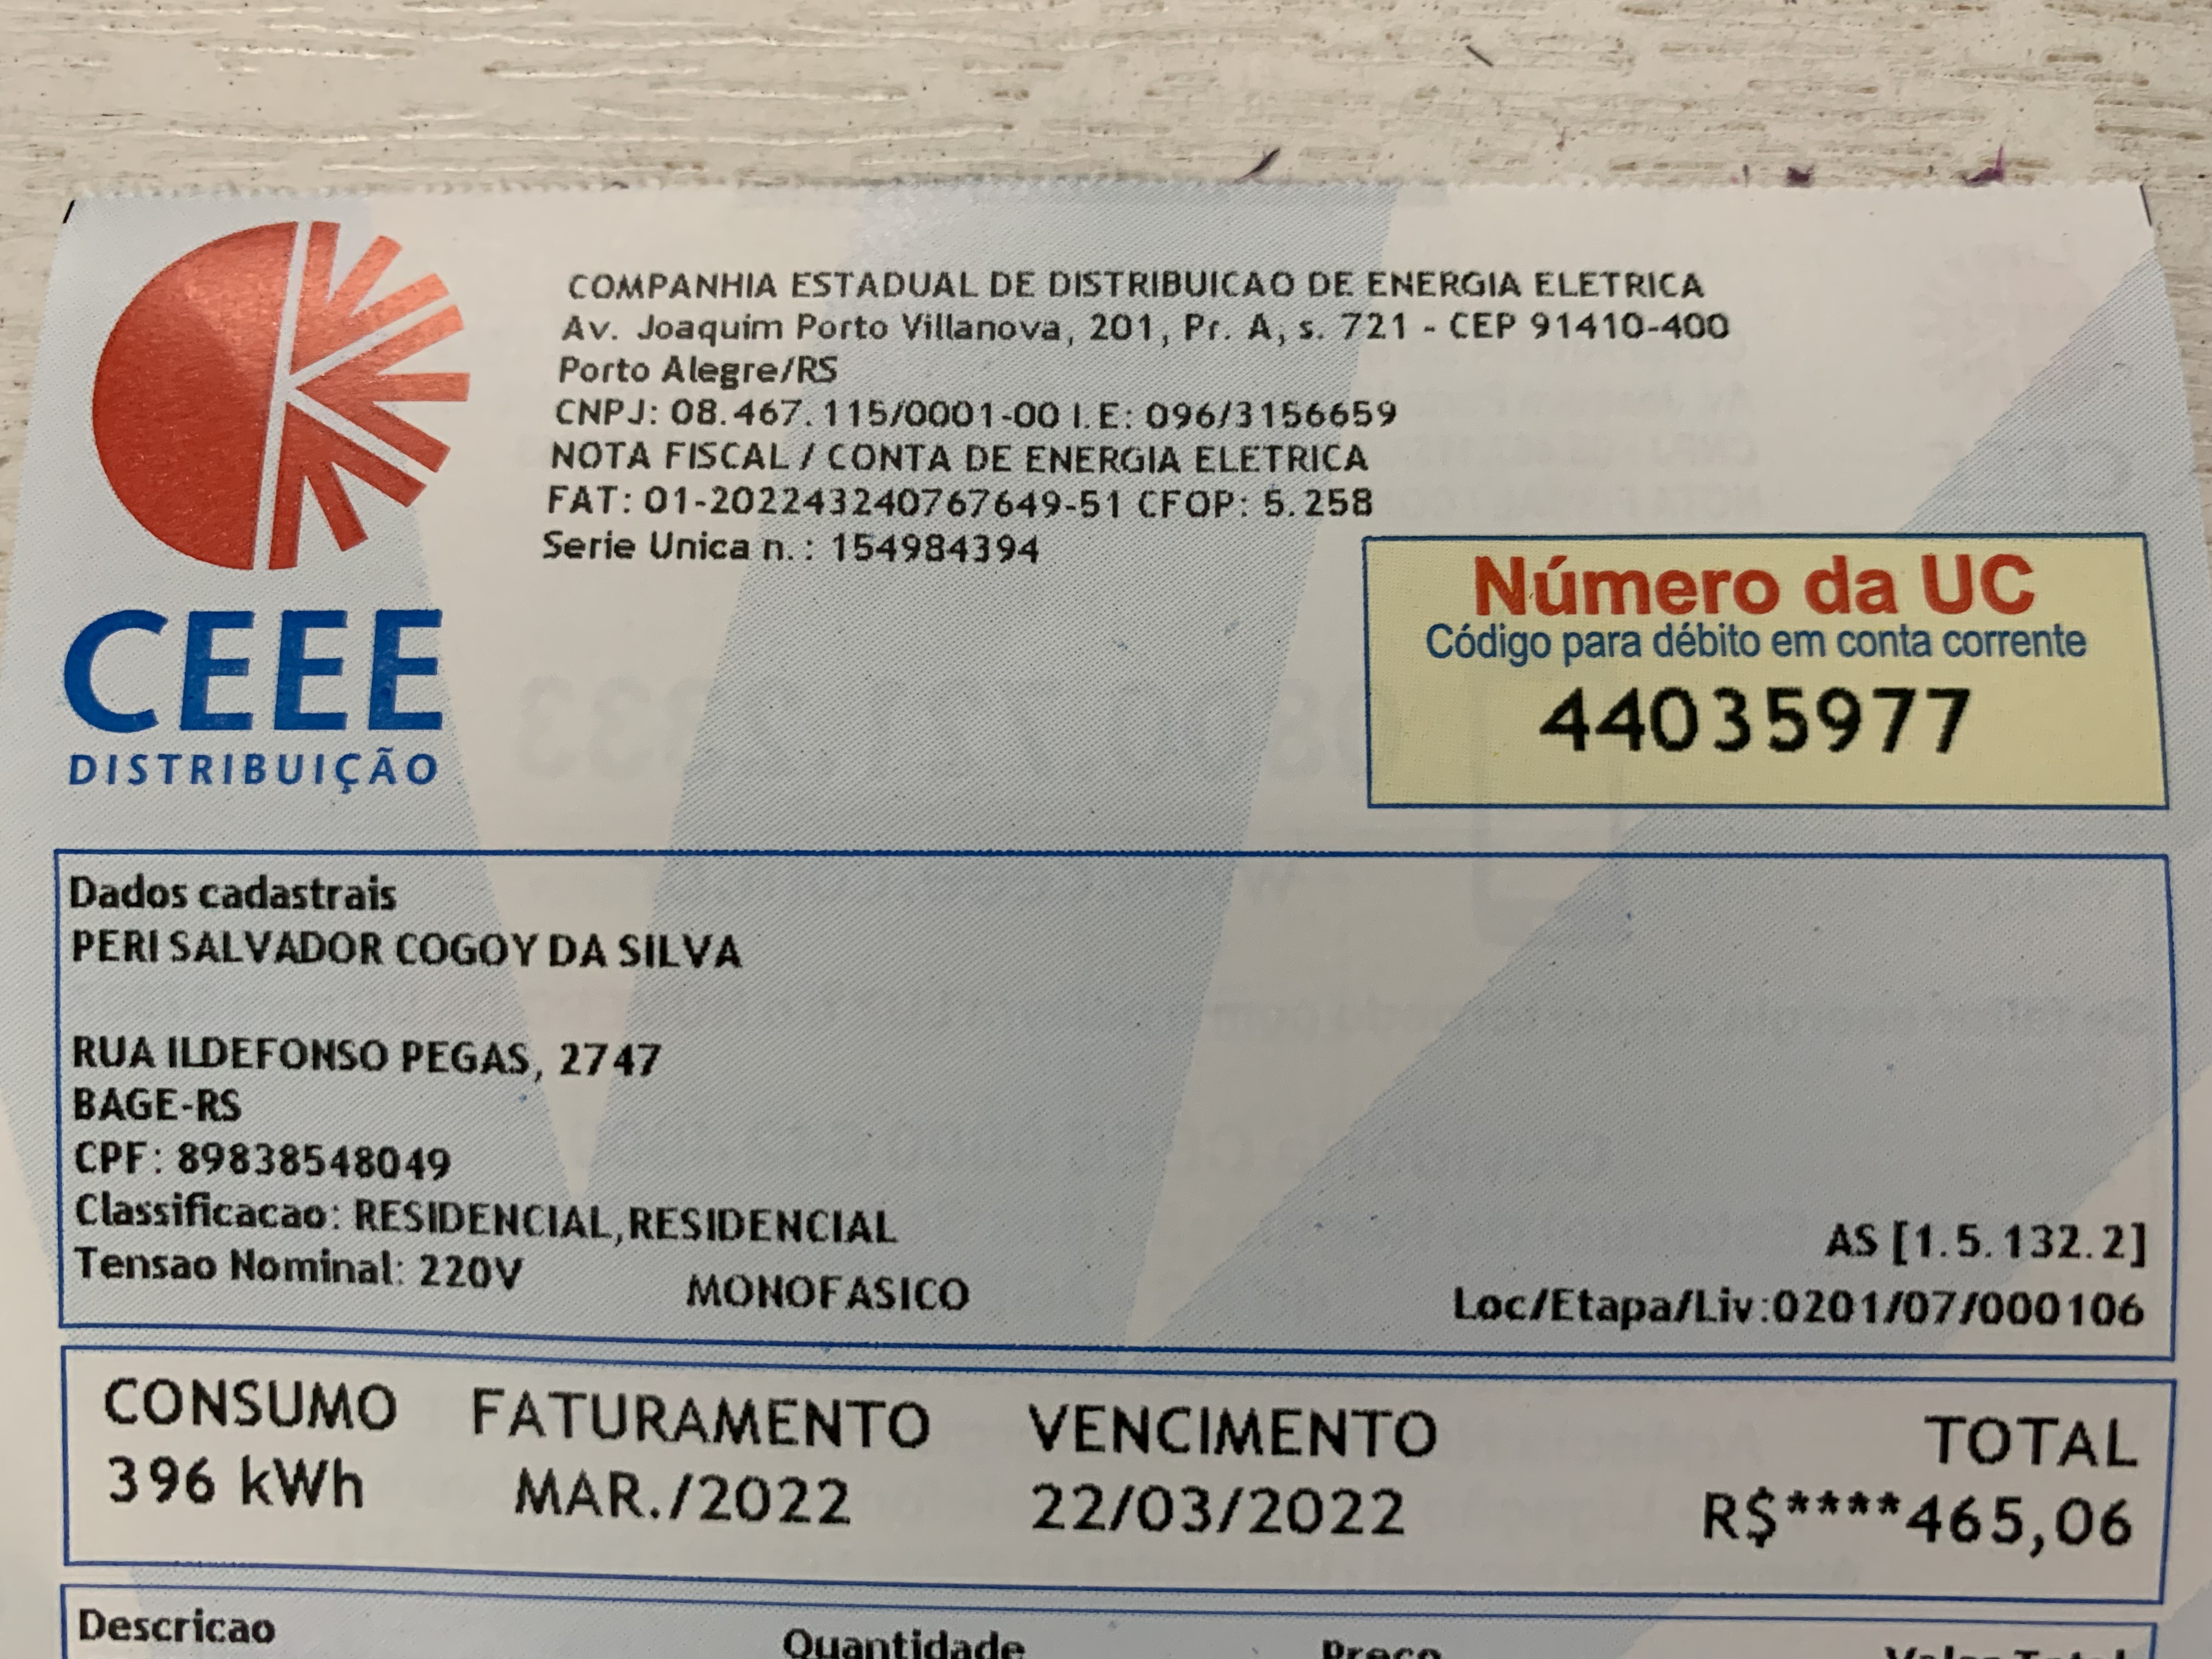 CEEE
DISTRIBUIÇÃO
COMPANHIA ESTADUAL DE DISTRIBUICAO DE ENERGIA ELETRICA
Av. Joaquim Porto Villanova, 201, Pr. A, s. 721 - CEP 91410-400
Porto Alegre/RS
CNPJ: 08.467.115/0001-00 I.E: 096/3156659
NOTA FISCAL / CONTA DE ENERGIA ELETRICA
FAT: 01-202243240767649-51 CFOP: 5.258
Serie Unica n.: 154984394
Número da UC
Código para débito em conta corrente
44035977
Dados cadastrais
PERI SALVADOR COGOY DA SILVA
RUA ILDEFONSO PEGAS, 2747
BAGE-RS
CPF: 89838548049
Classificacao: RESIDENCIAL, RESIDENCIAL
AS [1.5.132.2]
Tensao Nominal: 220V MONOFASICO Loc/Etapa/Liv:0201/07/000106
CONSUMO FATURAMENTO VENCIMENTO TOTAL
396 kWh MAR./2022 22/03/2022 R$****465,06
Descricao Quantidade Preco